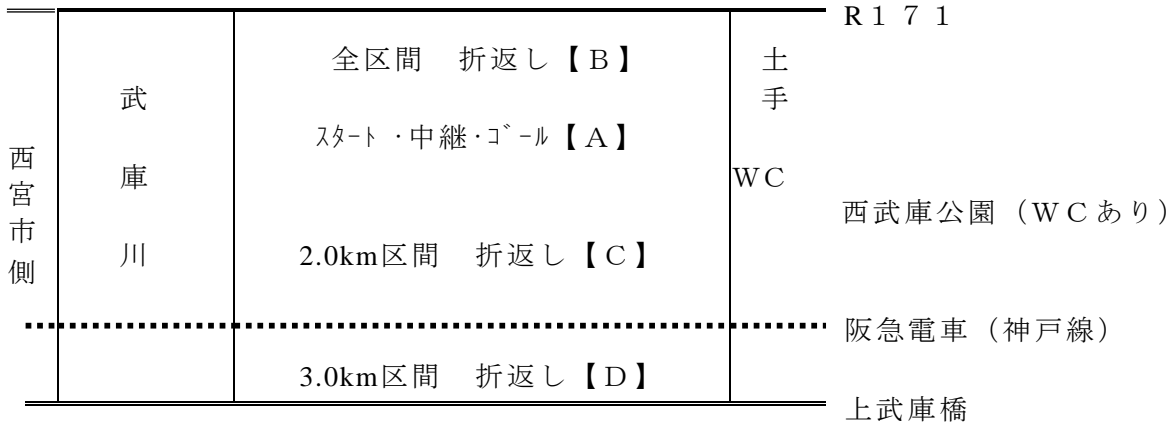 R１７１
全区間　折返し【B】
土手
武庫川
ｽﾀｰﾄ・中継・ｺﾞｰﾙ【A】
西宮市側
WC
西武庫公園（WCあり）
2.0km区間　折返し【C】
阪急電車（神戸線）
3.0km区間　折返し【D】
上武庫橋